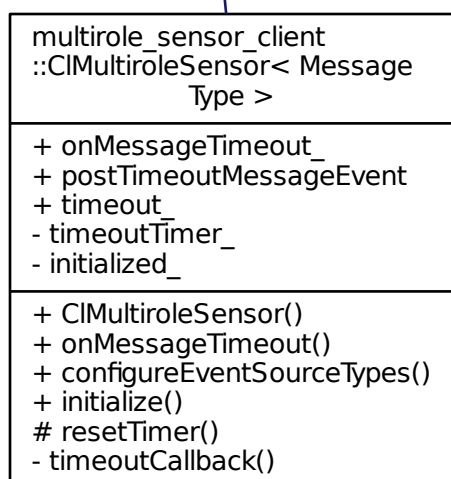 multirole_sensor_client
::ClMultiroleSensor< Message
Type >
+ onMessageTimeout_
+ postTimeoutMessageEvent
+ timeout_
- timeoutTimer_
- initialized_
+ ClMultiroleSensor()
+ onMessageTimeout()
+ configureEventSourceTypes()
+ initialize()
# resetTimer()
- timeoutCallback()